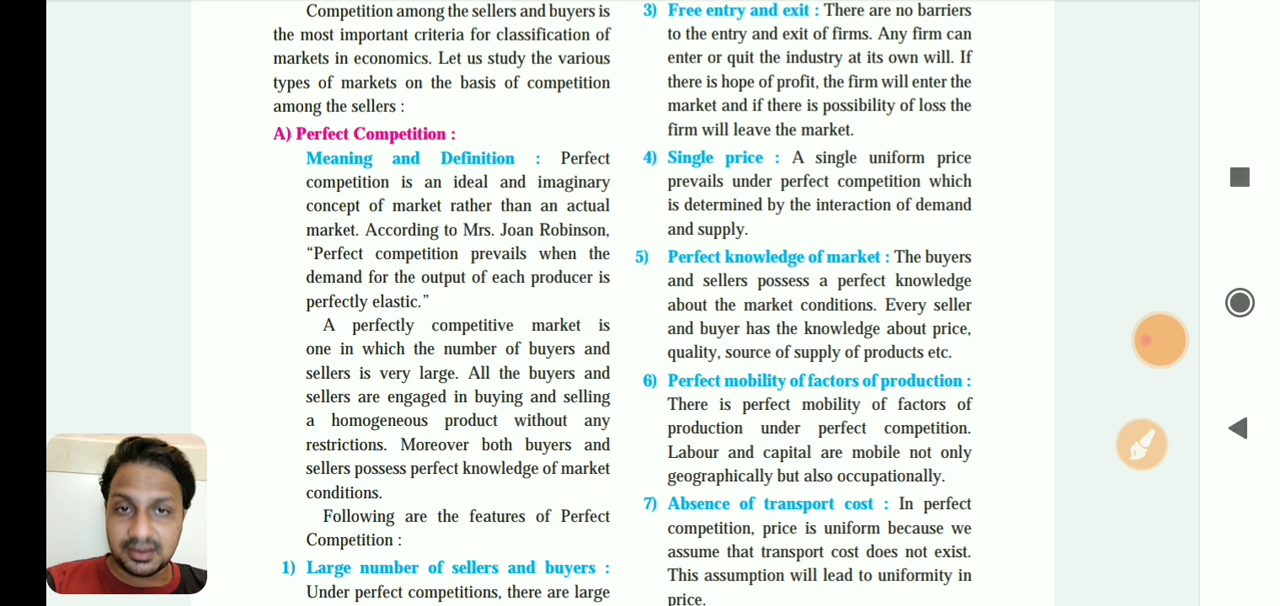 Competition among the sellers and buyers is
the most important criteria for classification of
markets in economics. Let us study the various
types of markets on the basis of competition
among the sellers :
A) Perfect Competition :
Meaning and Definition : Perfect
competition is an ideal and imaginary
concept of market rather than an actual
market. According to Mrs. Joan Robinson,
“Perfect competition prevails when the
demand for the output of each producer is
perfectly elastic.”
A perfectly competitive market is
one in which the number of buyers and
sellers is very large. All the buyers and
sellers are engaged in buying and selling
a homogeneous product without any
restrictions. Moreover both buyers and
sellers possess perfect knowledge of market
conditions.
Following are the features of Perfect
Competition :
1) Large number of sellers and buyers :
Under perfect competitions, there are large
3) Free entry and exit : There are no barriers
to the entry and exit of firms. Any firm can
enter or quit the industry at its own will. If
there is hope of profit, the firm will enter the
market and if there is possibility of loss the
firm will leave the market.
4) Single price : A single uniform price
prevails under perfect competition which
is determined by the interaction of demand
and supply.
5) Perfect knowledge of market : The buyers
and sellers possess a perfect knowledge
about the market conditions. Every seller
and buyer has the knowledge about price,
quality, source of supply of products etc.
6) Perfect mobility of factors of production :
There is perfect mobility of factors of
production under perfect competition.
Labour and capital are mobile not only
geographically but also occupationally.
7) Absence of transport cost : In perfect
competition, price is uniform because we
assume that transport cost does not exist.
This assumption will lead to uniformity in
price.